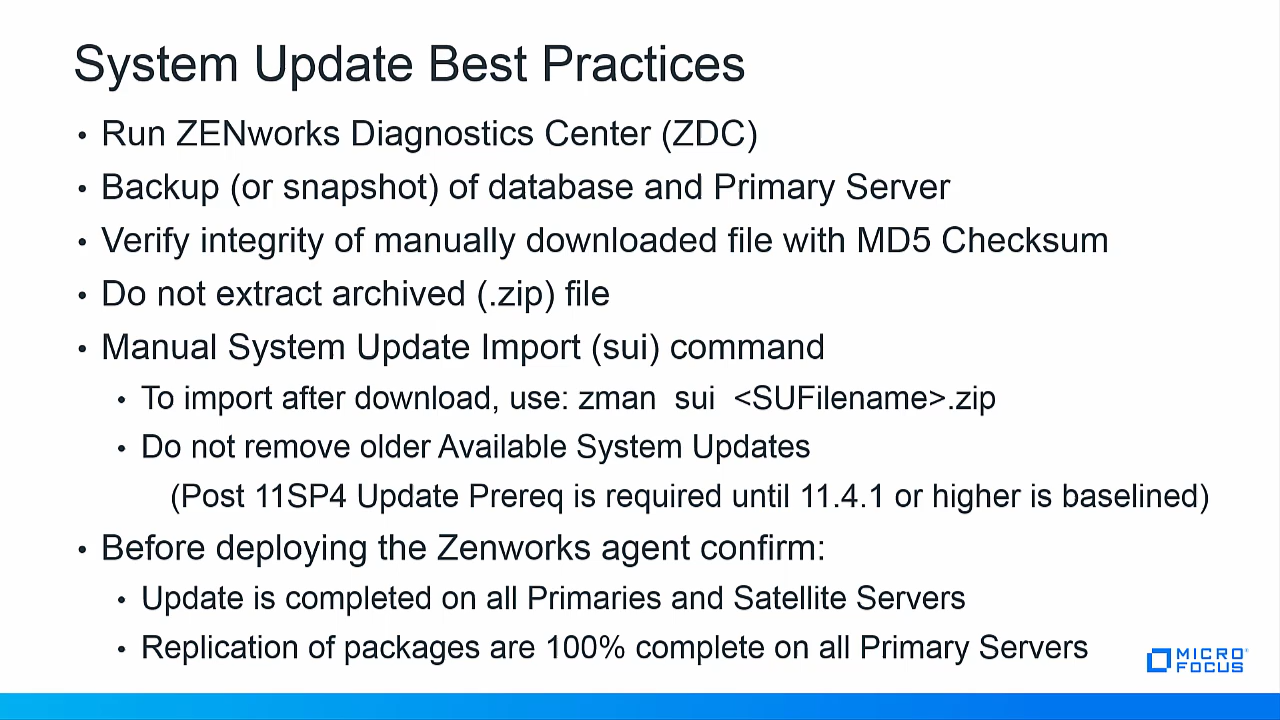 System Update Best Practices
• Run ZENworks Diagnostics Center (ZDC)
• Backup (or snapshot) of database and Primary Server
• Verify integrity of manually downloaded file with MD5 Checksum
• Do not extract archived (.zip) file
• Manual System Update Import (sui) command
• To import after download, use: zman sui <SUFilename>.zip
• Do not remove older Available System Updates
(Post 11SP4 Update Prereq is required until 11.4.1 or higher is baselined)
• Before deploying the Zenworks agent confirm:
• Update is completed on all Primaries and Satellite Servers
• Replication of packages are 100% complete on all Primary Servers
MICRO
FOCUS